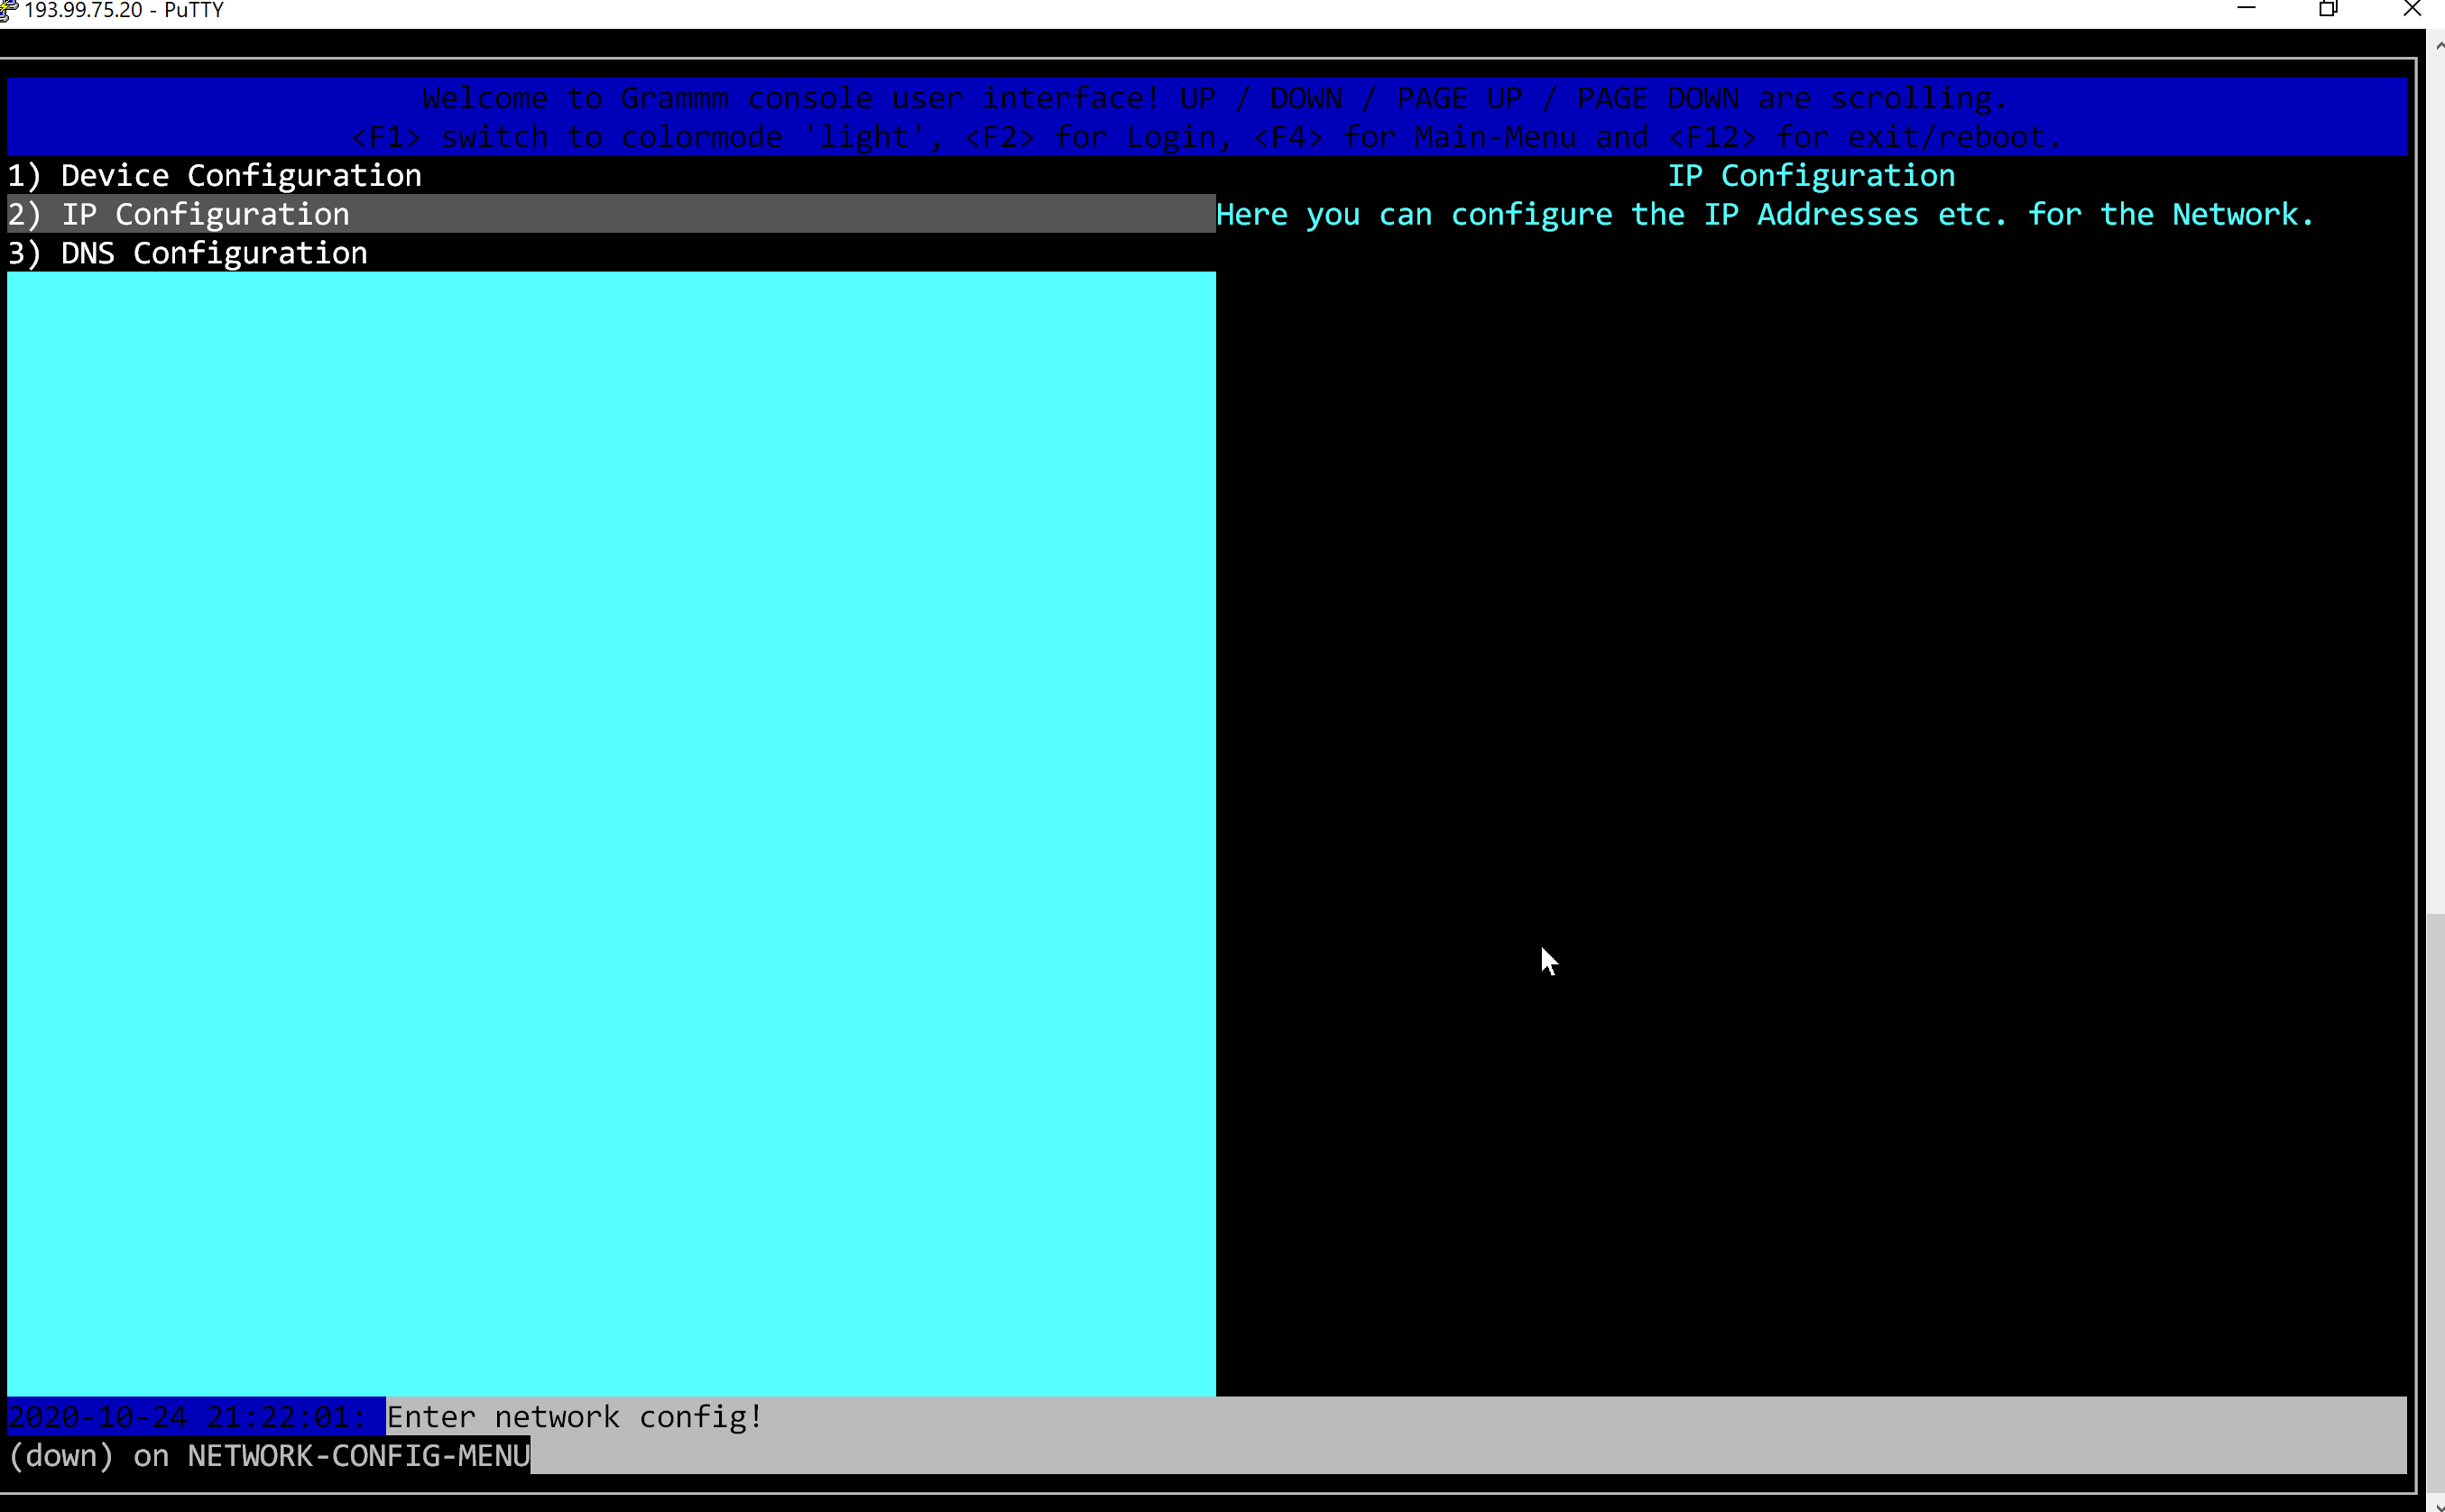 193.99.75.20 - PuTTY
Welcome to Grammm console user interface! UP / DOWN / PAGE UP / PAGE DOWN are scrolling.
<F1> switch to colormode 'light', <F2> for Login, <F4> for Main-Menu and <F12> for exit/reboot.
1) Device Configuration
2) IP Configuration
3) DNS Configuration
IP Configuration
Here you can configure the IP Addresses etc. for the Network.
2020-10-24 21:22:01: Enter network config!
(down) on NETWORK-CONFIG-MENU